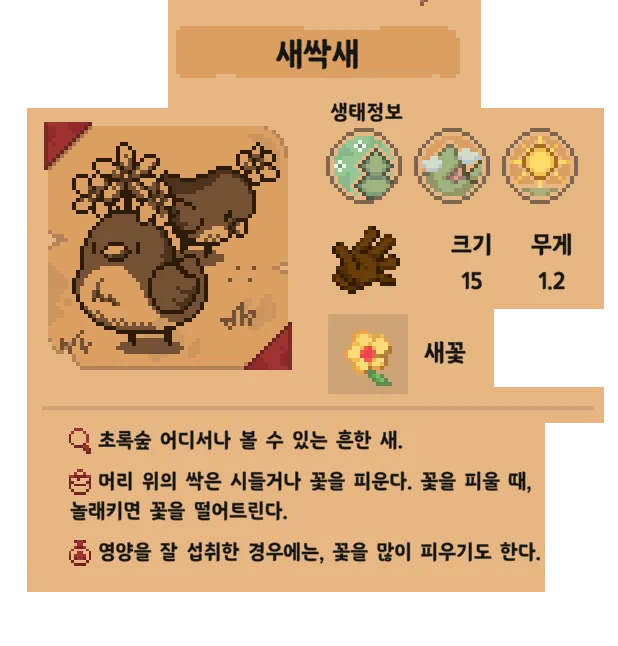 새싹새
생태정보
크기 무게
15 1.2
새꽃
초록숲 어디서나 볼 수 있는 흔한 새.
머리 위의 싹은 시들거나 꽃을 피운다. 꽃을 피울 때,
놀래키면 꽃을 떨어트린다.
영양을 잘 섭취한 경우에는, 꽃을 많이 피우기도 한다.